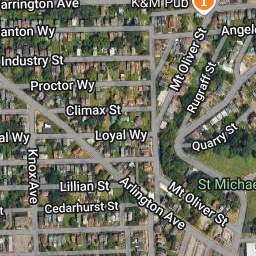 arrington Ave
K&M Pub
anton Wy
Angel
Industry St
Mt Oliver St
Rugraff St
Proctor Wy
Climax St
Loyal Wy
al Wy
Quarry St
Knox Ave
Lillian St
Arlington Ave
St Michae
Mt Oliver St
Cedarhurst St